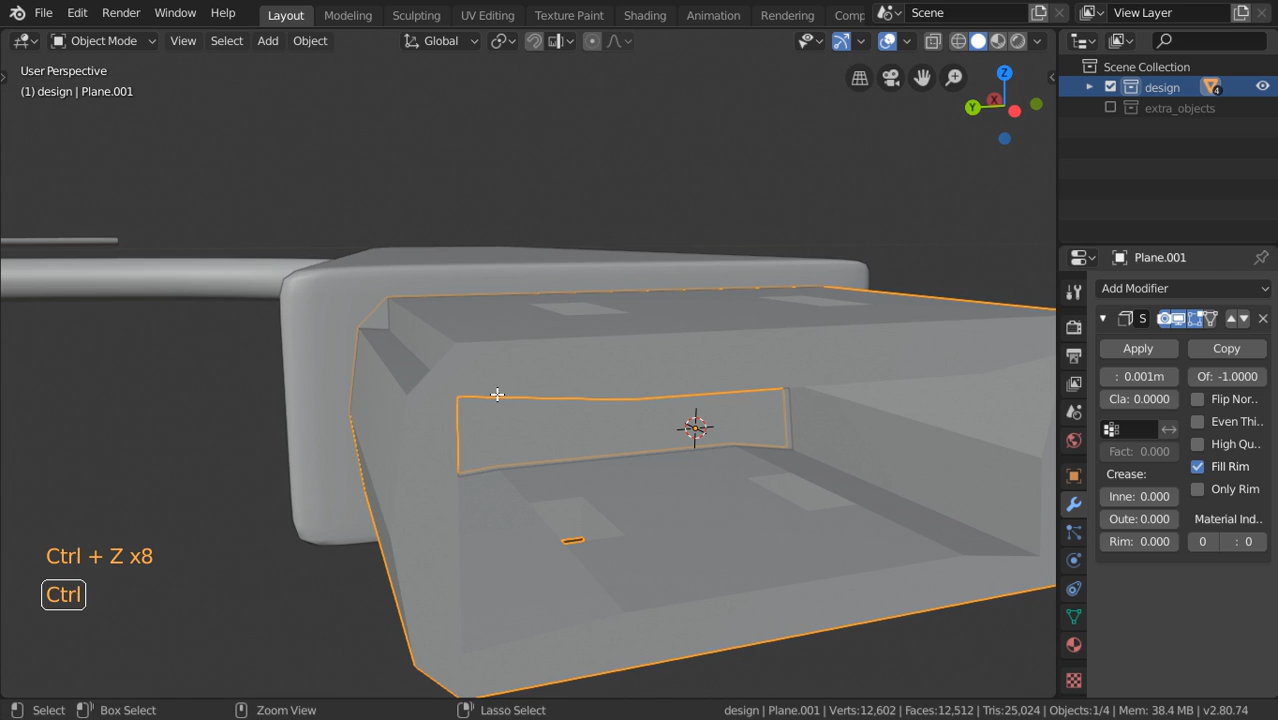 File Edit Render Window Help Layout Modeling Sculpting UV Editing Texture Paint Shading Animation Rendering Comp Scene View Layer
Object Mode View Select Add Object Global
User Perspective
(1) design | Plane.001
Z
X
Y
Scene Collection
design 4
extra_objects
Plane.001
Add Modifier
S
Apply Copy
: 0.001m Of: -1.0000
Cla: 0.0000 Flip Nor..
Even Thi..
High Qu..
Fact: 0.000 Fill Rim
Crease: Only Rim
Inne: 0.000
Oute: 0.000 Material Ind..
Rim: 0.000 0 : 0
Ctrl + Z x8
Ctrl
Select Box Select Zoom View Lasso Select design | Plane.001 | Verts:12,602 | Faces:12,512 | Tris:25,024 | Objects:1/4 | Mem: 38.4 MB | v2.80.74